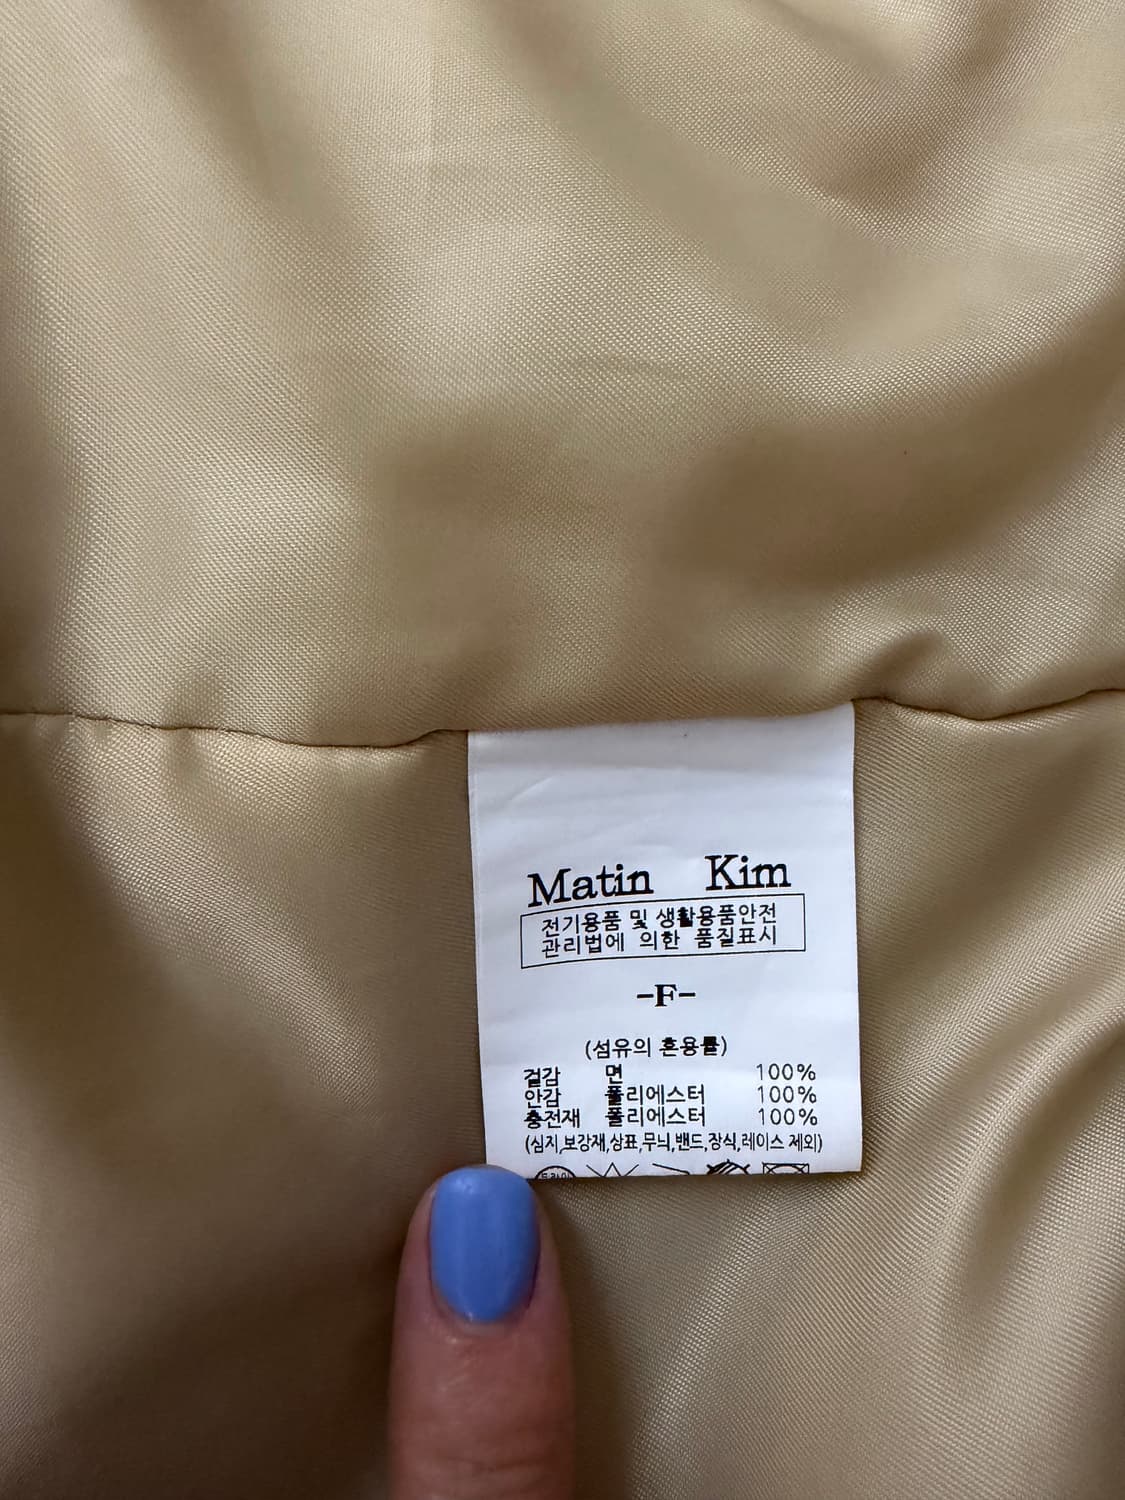 Matin Kim
전기용품 및 생활용품안전
관리법에 의한 품질표시
-F-
(섬유의 혼용률)
겉감 면 100%
안감 폴리에스터 100%
충전재 폴리에스터 100%
(심지,보강재,상표,무늬,밴드,장식,레이스 제외)